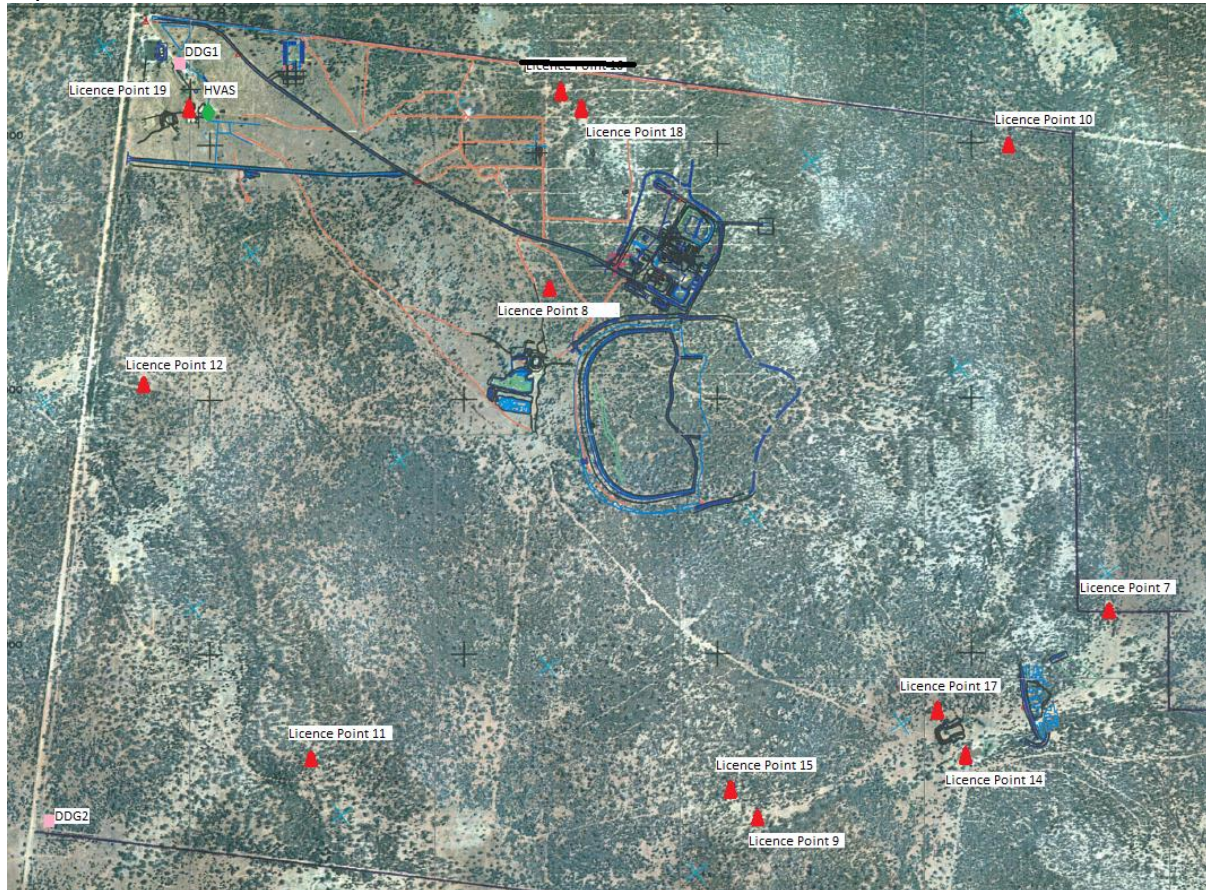 DDG1
Licence Point 19
HVAS
Licence Point 18
Licence Point 10
Licence Point 8
Licence Point 12
Licence Point 7
Licence Point 17
Licence Point 11
Licence Point 15
Licence Point 14
DDG2
Licence Point 9